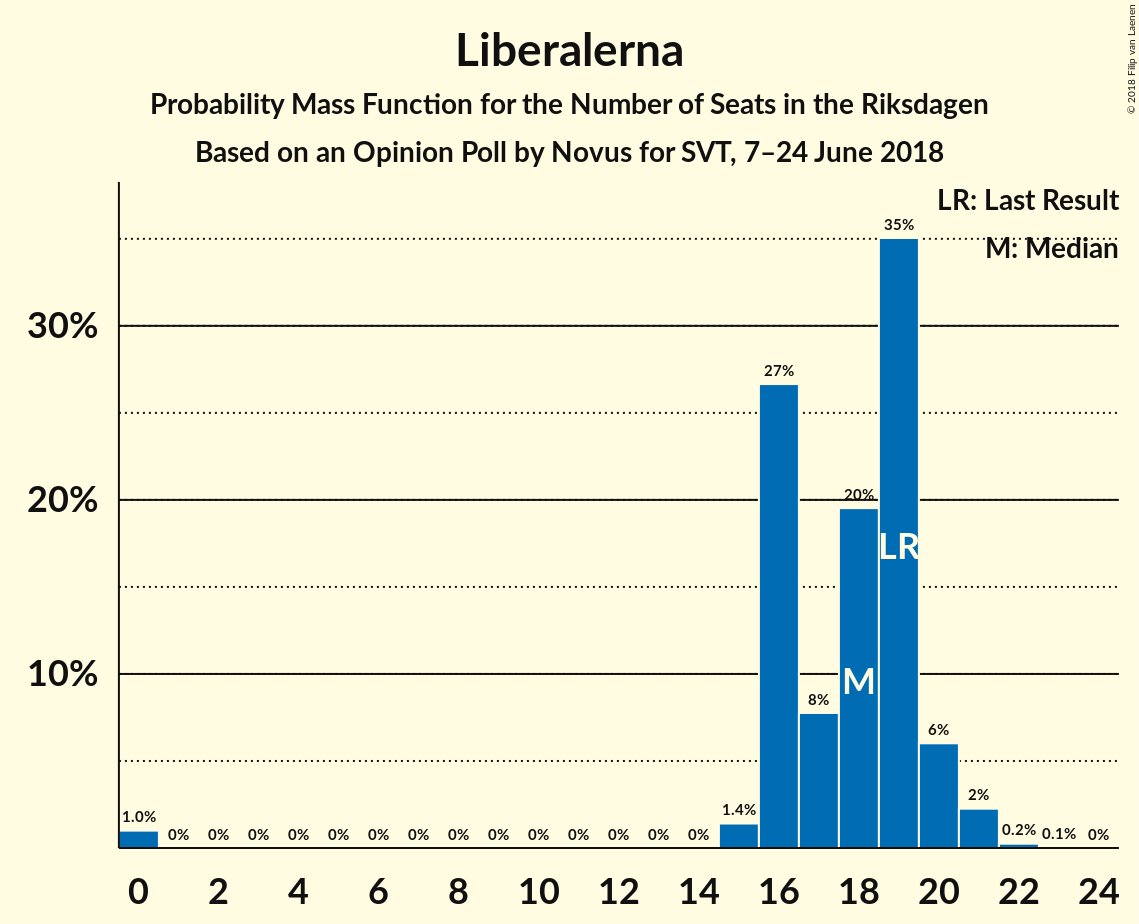 Liberalerna
Probability Mass Function for the Number of Seats in the Riksdagen
Based on an Opinion Poll by Novus for SVT, 7–24 June 2018
© 2018 Filip van Laenen
LR: Last Result
M: Median
30%
20%
10%
1.0% 0% 0% 0% 0% 0% 0% 0% 0% 0% 0% 0% 0% 0% 0% 1.4% 27% 8% 20% 35% 6% 2% 0.2% 0.1% 0%
LR
M
0 2 4 6 8 10 12 14 16 18 20 22 24